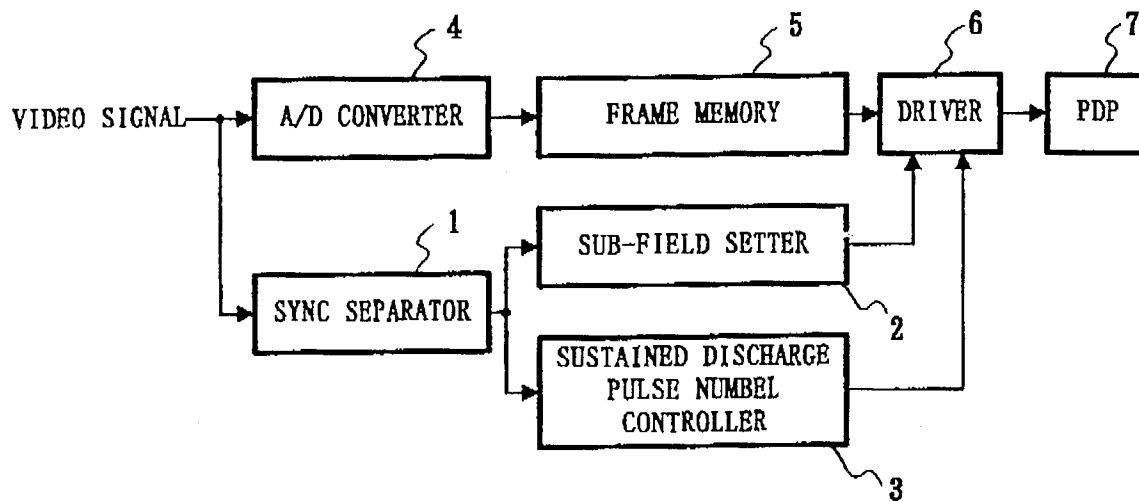 4
5
6
7
VIDEO SIGNAL
A/D CONVERTER
FRAME MEMORY
DRIVER
PDP
1
SUB-FIELD SETTER
SYNC SEPARATOR
2
SUSTAINED DISCHARGE
PULSE NUMBEL
CONTROLLER
3